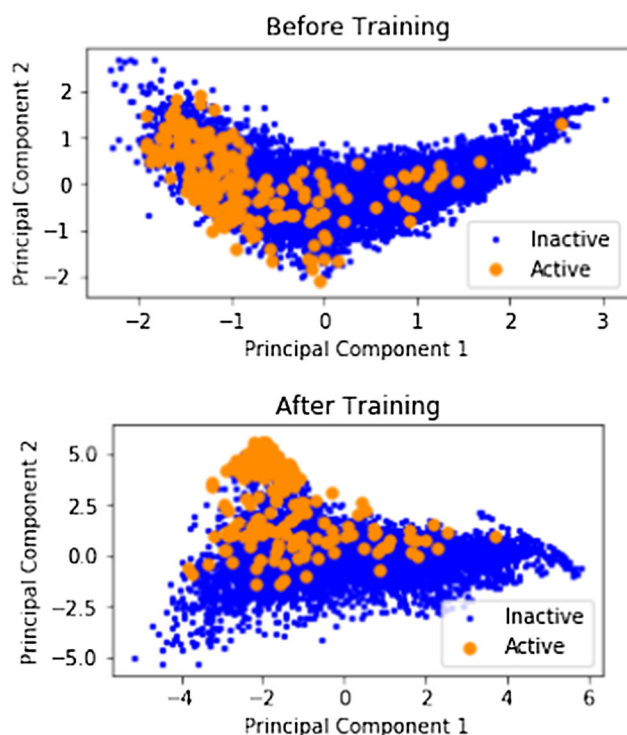 Before Training
Principal Component 2
2
1
0
−1
−2
Inactive
Active
−2 −1 0 1 2 3
Principal Component 1
After Training
Principal Component 2
5.0
2.5
0.0
−2.5
−5.0
Inactive
Active
−4 −2 0 2 4 6
Principal Component 1